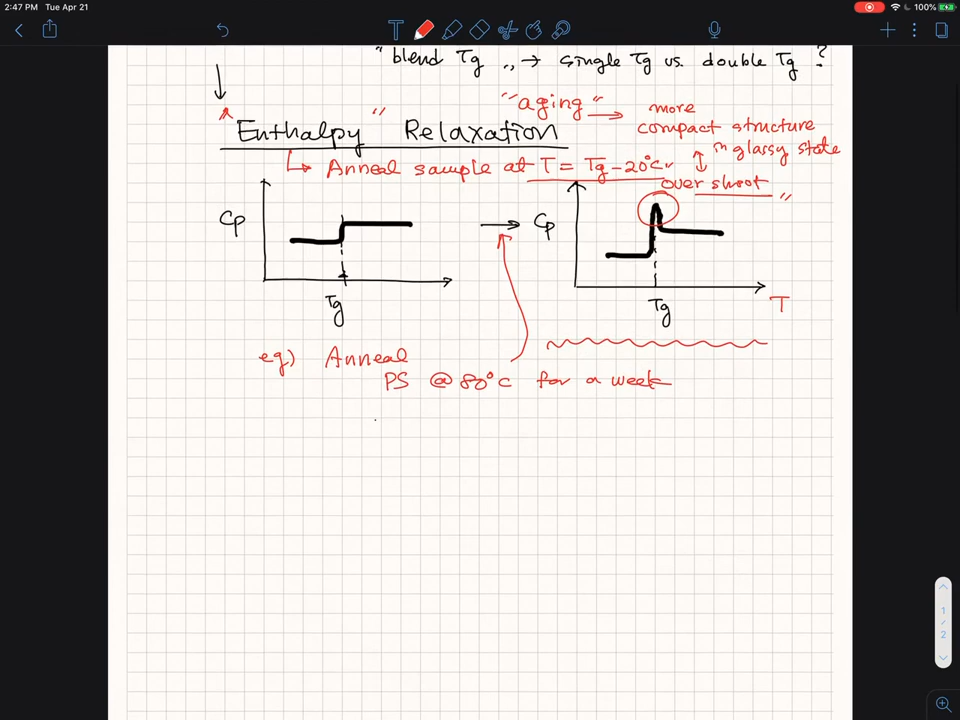 2:47 PM Tue Apr 21
100%
"blend Tg" → single Tg vs. double Tg ?
"aging" → more
compact structure
in glassy state
"Enthalpy" Relaxation
↳ Anneal sample at T = Tg - 20°C
"over shoot"
Cp
→
Cp
Tg
Tg
T
eg) Anneal
PS @ 80°C for a week
1
/
2